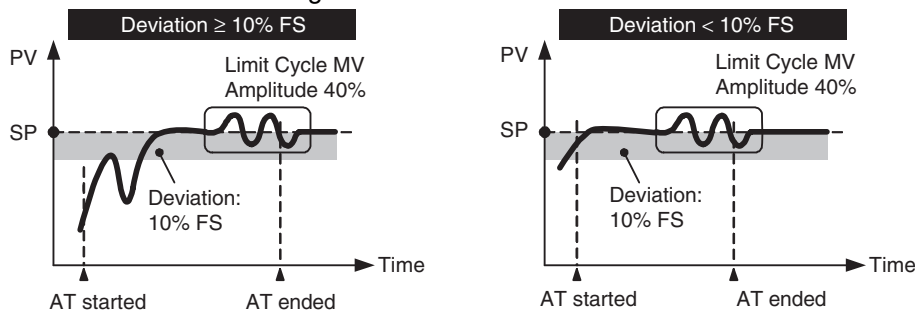 Deviation ≥ 10% FS
PV
Limit Cycle MV
Amplitude 40%
SP
Deviation:
10% FS
Time
AT started
AT ended
Deviation < 10% FS
PV
Limit Cycle MV
Amplitude 40%
SP
Deviation:
10% FS
Time
AT started
AT ended